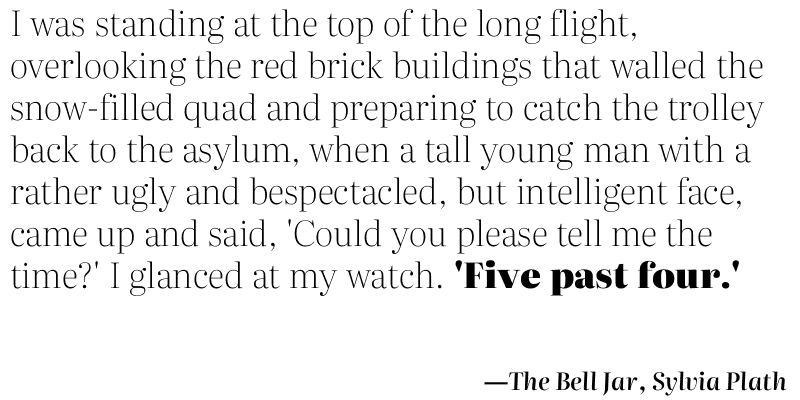 I was standing at the top of the long flight,
overlooking the red brick buildings that walled the
snow-filled quad and preparing to catch the trolley
back to the asylum, when a tall young man with a
rather ugly and bespectacled, but intelligent face,
came up and said, 'Could you please tell me the
time?' I glanced at my watch. 'Five past four.'
—The Bell Jar, Sylvia Plath